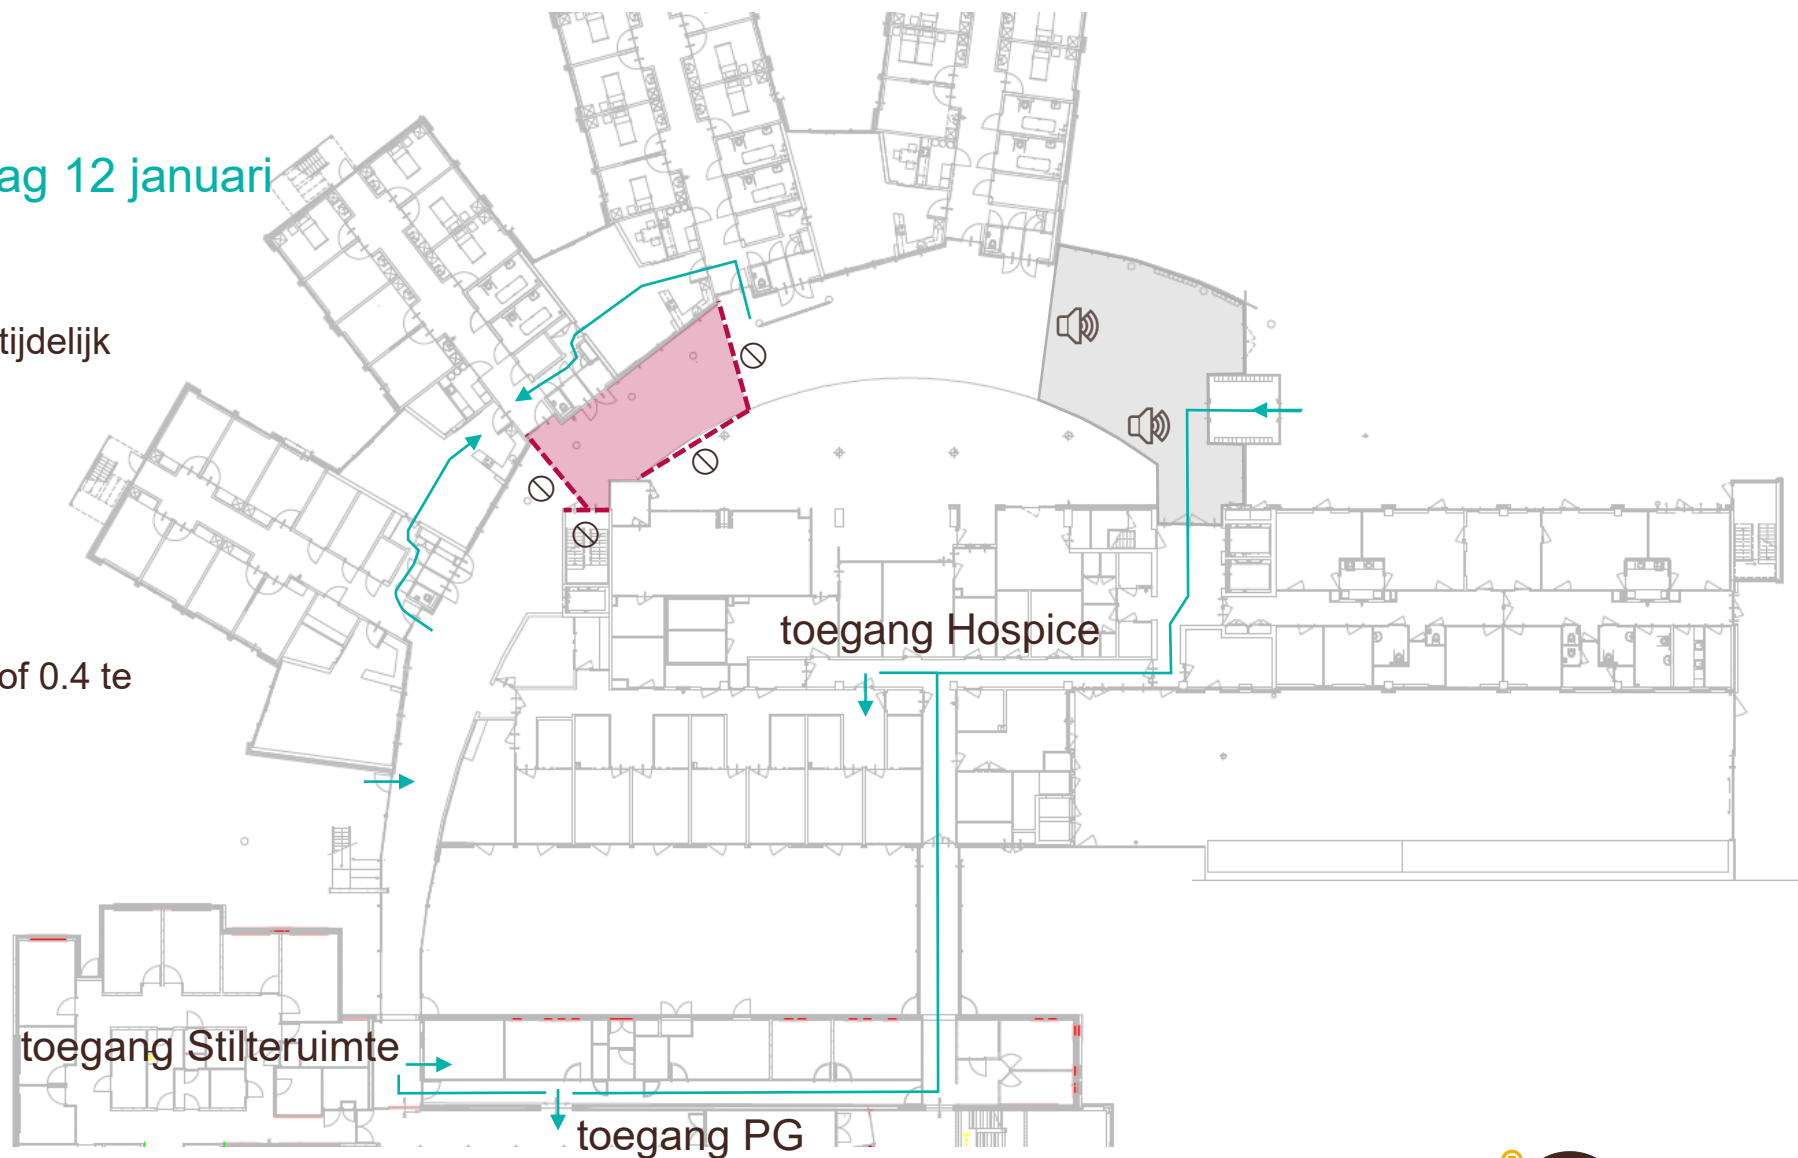 ag 12 januari
tijdelijk
toegang Hospice
of 0.4 te
toegang Stilteruimte
toegang PG